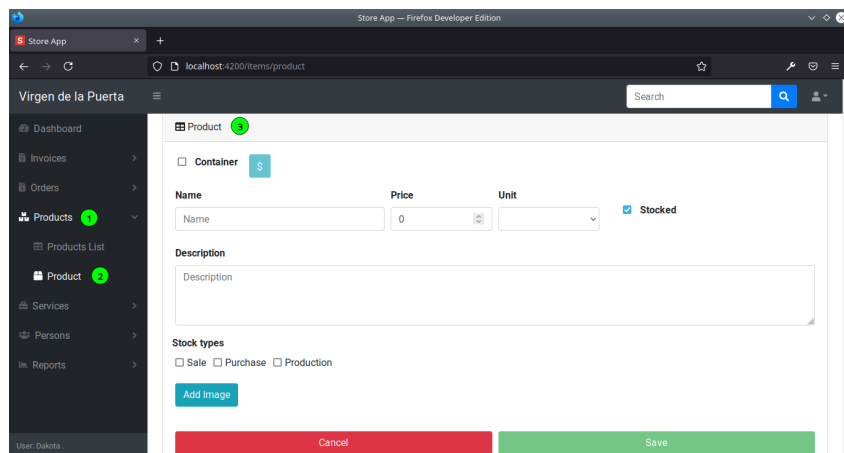 Store App — Firefox Developer Edition
S Store App
localhost:4200/items/product
Virgen de la Puerta
Search
Dashboard
Product 3
Invoices
Container
$
Orders
Name Price Unit
Products 1
Stocked
Name 0
Products List
Description
Product 2
Description
Services
Persons
Stock types
Reports
Sale Purchase Production
Add Image
Cancel Save
User: Dakota .